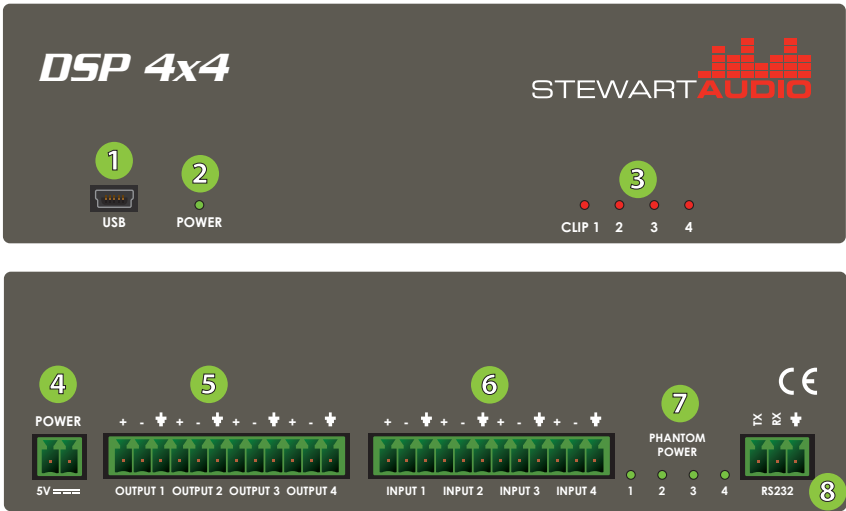 DSP 4x4
STEWARTAUDIO
1
2
3
USB
POWER
CLIP 1 2 3 4
4
5
6
7
POWER
+ - + - + - + -
+ - + - + - + -
PHANTOM
POWER
TX
RX
CE
5V
OUTPUT 1 OUTPUT 2 OUTPUT 3 OUTPUT 4
INPUT 1 INPUT 2 INPUT 3 INPUT 4
1 2 3 4
RS232
8